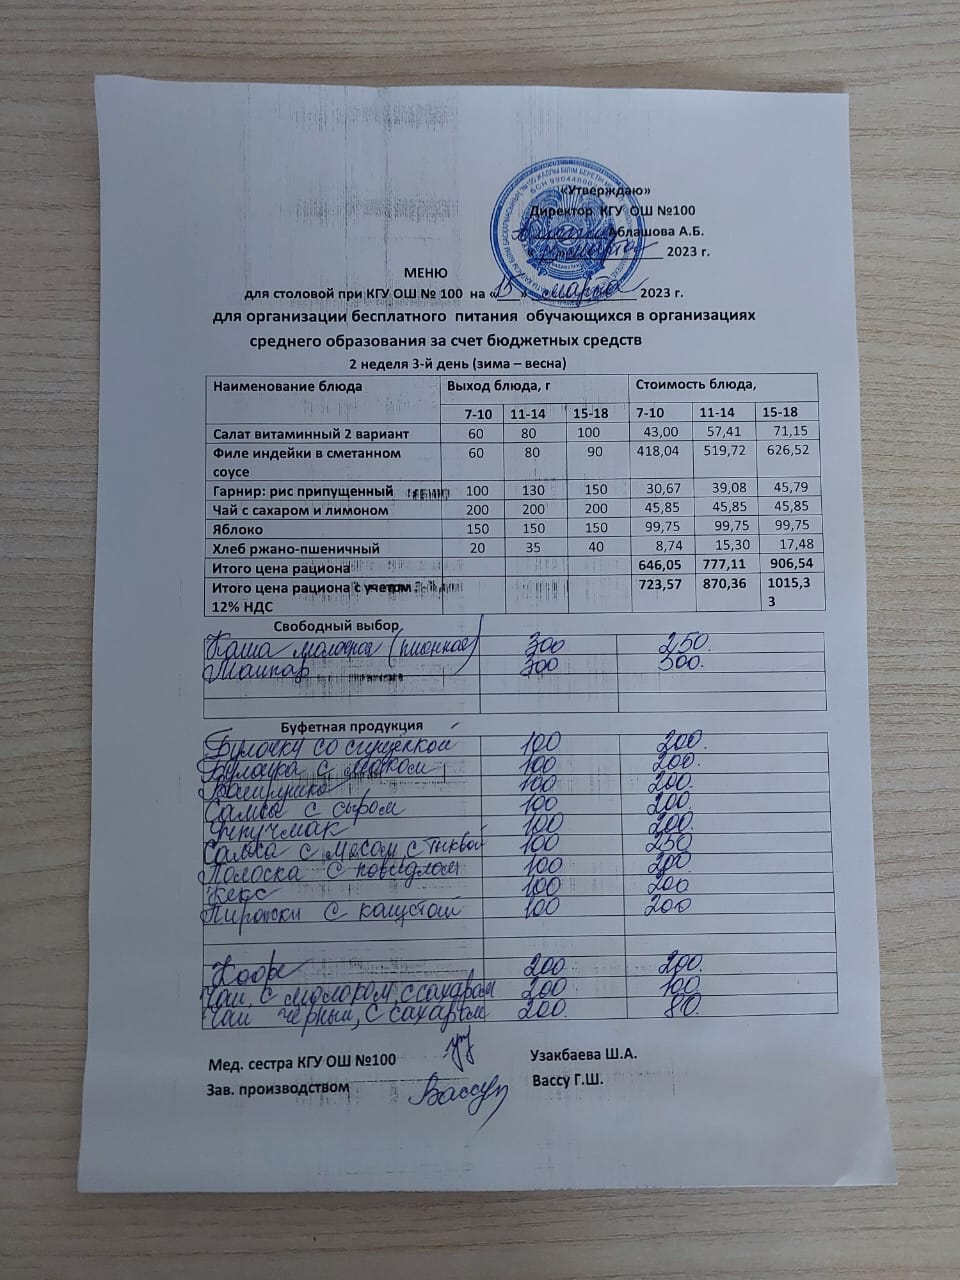 «Утверждаю»
Директор КГУ ОШ №100
Аблашова А.Б.
2023 г.
МЕНЮ
для столовой при КГУ ОШ № 100 на «15» марта 2023 г.
для организации бесплатного питания обучающихся в организациях
среднего образования за счет бюджетных средств
2 неделя 3-й день (зима – весна)
Наименование блюда Выход блюда, г Стоимость блюда,
7-10 11-14 15-18 7-10 11-14 15-18
Салат витаминный 2 вариант 60 80 100 43,00 57,41 71,15
Филе индейки в сметанном 60 80 90 418,04 519,72 626,52
соусе
Гарнир: рис припущенный 100 130 150 30,67 39,08 45,79
Чай с сахаром и лимоном 200 200 200 45,85 45,85 45,85
Яблоко 150 150 150 99,75 99,75 99,75
Хлеб ржано-пшеничный 20 35 40 8,74 15,30 17,48
Итого цена рациона 646,05 777,11 906,54
Итого цена рациона с учетом 723,57 870,36 1015,3
12% НДС 3
Свободный выбор,
Каша молочная 300 250.
300 300.
Буфетная продукция
Булочку со сгущёнкой 100 200.
Булочка с маком 100 200.
100 200.
Самса с сыром 100 200.
Эчпучмак 100 200.
Самса с мясом, с тыквой 100 250
Полоска с повидлом 100 200
Кекс 100 200
Пирожки с капустой 100 200
Кофе 200 200.
Чай, с молоком, с сахаром 200 100.
Чай черный, с сахаром 200. 80.
Мед. сестра КГУ ОШ №100 Узакбаева Ш.А.
Зав. производством Вассу Г.Ш.